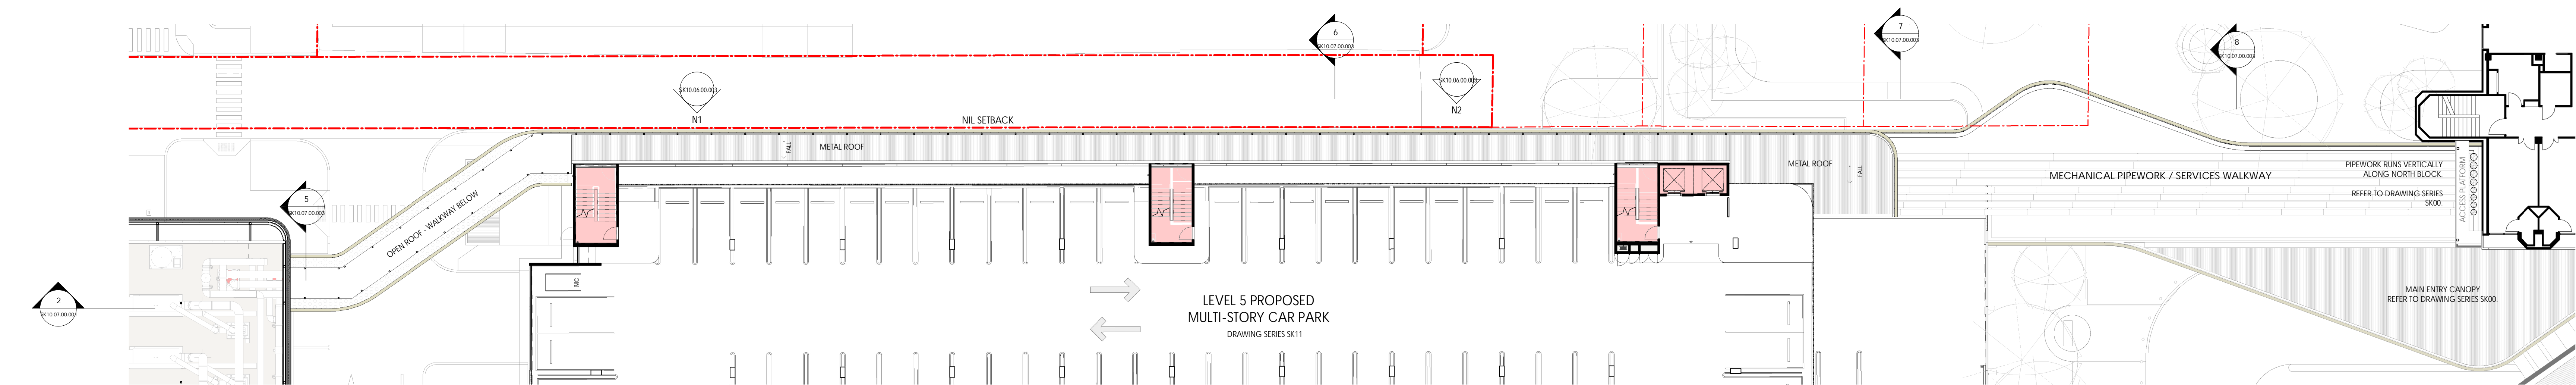 6
SK10.07.00.003
7
SK10.07.00.003
8
SK10.07.00.003
SK10.06.00.003
N1
SK10.06.00.003
N2
NIL SETBACK
METAL ROOF
FALL
METAL ROOF
FALL
PIPEWORK RUNS VERTICALLY
ALONG NORTH BLOCK.
REFER TO DRAWING SERIES
SK00.
MECHANICAL PIPEWORK / SERVICES WALKWAY
ACCESS PLATFORM
5
SK10.07.00.003
OPEN ROOF - WALKWAY BELOW
2
SK10.07.00.001
M/C
LEVEL 5 PROPOSED
MULTI-STORY CAR PARK
DRAWING SERIES SK11
MAIN ENTRY CANOPY
REFER TO DRAWING SERIES SK00.